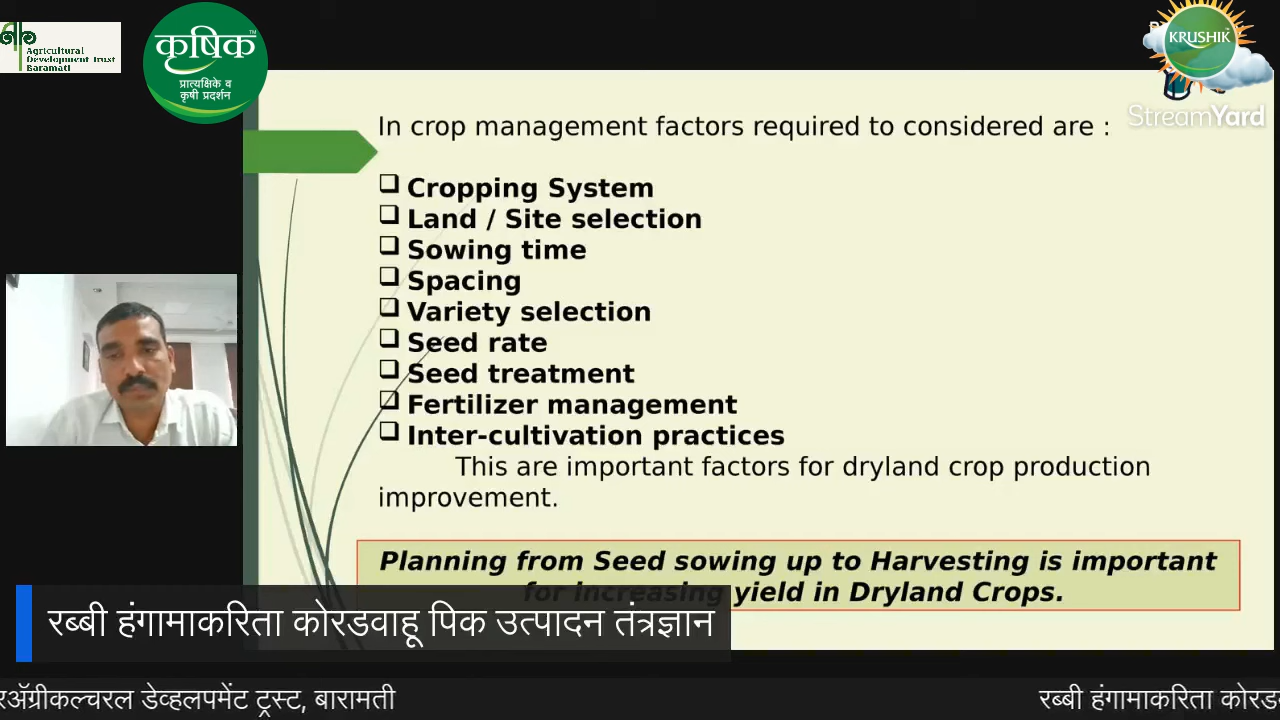 Agricultural
Development Trust
Baramati
कृषिक
प्रात्यक्षिके व
कृषी प्रदर्शन
KRUSHIK
StreamYard
In crop management factors required to considered are :
❑ Cropping System
❑ Land / Site selection
❑ Sowing time
❑ Spacing
❑ Variety selection
❑ Seed rate
❑ Seed treatment
❑ Fertilizer management
❑ Inter-cultivation practices
This are important factors for dryland crop production
improvement.
Planning from Seed sowing up to Harvesting is important
for increasing yield in Dryland Crops.
रब्बी हंगामाकरिता कोरडवाहू पिक उत्पादन तंत्रज्ञान
अ‍ॅग्रीकल्चरल डेव्हलपमेंट ट्रस्ट, बारामती
रब्बी हंगामाकरिता